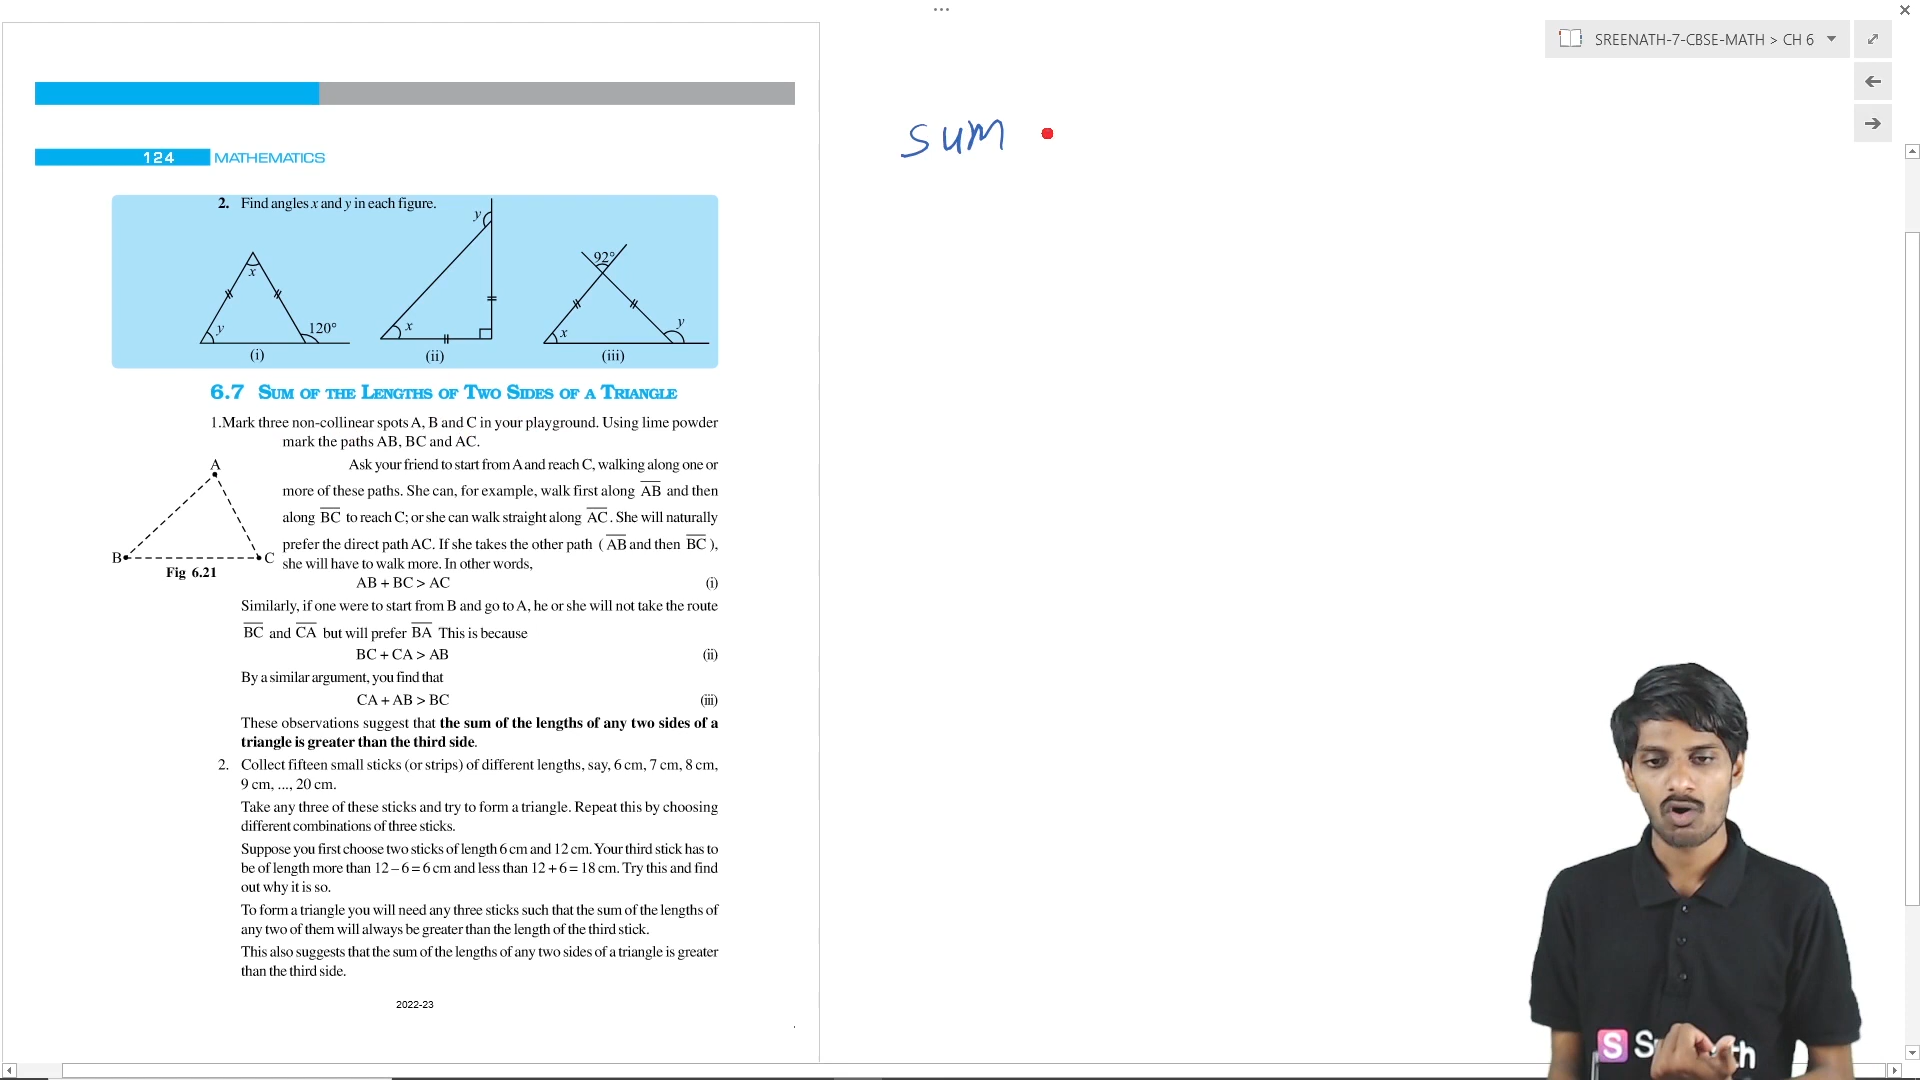 SREENATH-7-CBSE-MATH > CH 6
sum
124 MATHEMATICS
2. Find angles x and y in each figure.
x
y
120°
(i)
y
x
(ii)
92°
x
y
(iii)
6.7 SUM OF THE LENGTHS OF TWO SIDES OF A TRIANGLE
1.Mark three non-collinear spots A, B and C in your playground. Using lime powder
mark the paths AB, BC and AC.
Ask your friend to start from A and reach C, walking along one or
more of these paths. She can, for example, walk first along AB and then
along BC to reach C; or she can walk straight along AC. She will naturally
prefer the direct path AC. If she takes the other path (AB and then BC),
she will have to walk more. In other words,
A
B
C
Fig 6.21
AB + BC > AC (i)
Similarly, if one were to start from B and go to A, he or she will not take the route
BC and CA but will prefer BA This is because
BC + CA > AB (ii)
By a similar argument, you find that
CA + AB > BC (iii)
These observations suggest that the sum of the lengths of any two sides of a
triangle is greater than the third side.
2. Collect fifteen small sticks (or strips) of different lengths, say, 6 cm, 7 cm, 8 cm,
9 cm, ..., 20 cm.
Take any three of these sticks and try to form a triangle. Repeat this by choosing
different combinations of three sticks.
Suppose you first choose two sticks of length 6 cm and 12 cm. Your third stick has to
be of length more than 12 – 6 = 6 cm and less than 12 + 6 = 18 cm. Try this and find
out why it is so.
To form a triangle you will need any three sticks such that the sum of the lengths of
any two of them will always be greater than the length of the third stick.
This also suggests that the sum of the lengths of any two sides of a triangle is greater
than the third side.
2022-23